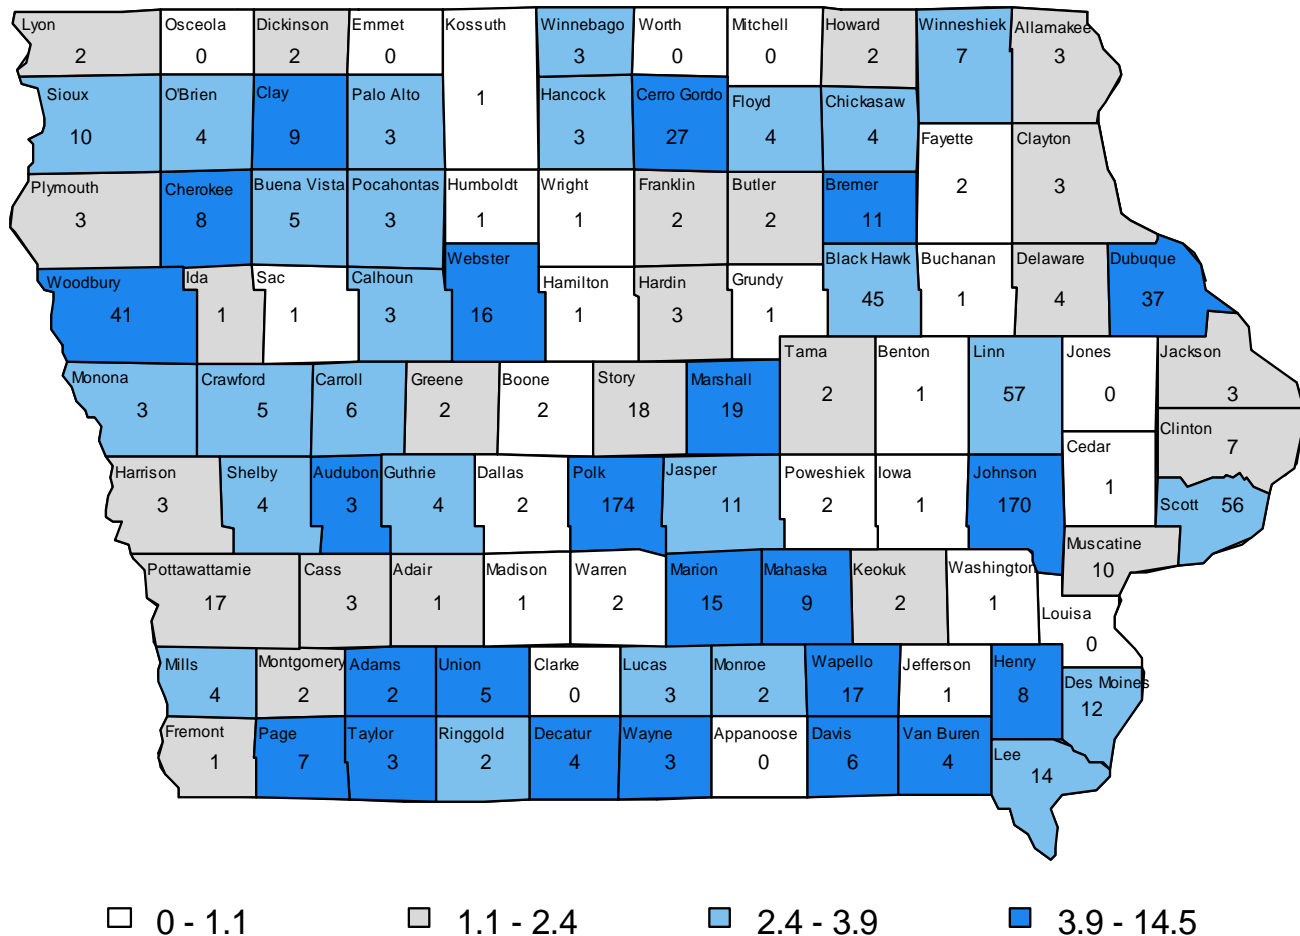 Lyon Osceola Dickinson Emmet Kossuth Winnebago Worth Mitchell Howard Winneshiek Allamakee
2 0 2 0 3 0 0 2 7 3
Sioux O'Brien Clay Palo Alto 1 Hancock Cerro Gordo Floyd Chickasaw
10 4 9 3 3 27 4 4
Fayette Clayton
Plymouth Cherokee Buena Vista Pocahontas Humboldt Wright Franklin Butler Bremer 2 3
3 8 5 3 1 1 2 2 11
Woodbury Ida Sac Calhoun Webster Hamilton Hardin Grundy Black Hawk Buchanan Delaware Dubuque
41 1 1 3 16 1 3 1 45 1 4 37
Tama Benton Linn Jones Jackson
Monona Crawford Carroll Greene Boone Story Marshall 2 1 57 0 3
3 5 6 2 2 18 19
Clinton
7
Cedar
Harrison Shelby Audubon Guthrie Dallas Polk Jasper Poweshiek Iowa Johnson 1
3 4 3 4 2 174 11 2 1 170 Scott 56
Muscatine
10
Pottawattamie Cass Adair Madison Warren Marion Mahaska Keokuk Washington
17 3 1 1 2 15 9 2 1
Louisa
0
Mills Montgomery Adams Union Clarke Lucas Monroe Wapello Jefferson Henry Des Moines
4 2 2 5 0 3 2 17 1 8 12
Fremont Page Taylor Ringgold Decatur Wayne Appanoose Davis Van Buren Lee
1 7 3 2 4 3 0 6 4 14
0 - 1.1 1.1 - 2.4 2.4 - 3.9 3.9 - 14.5